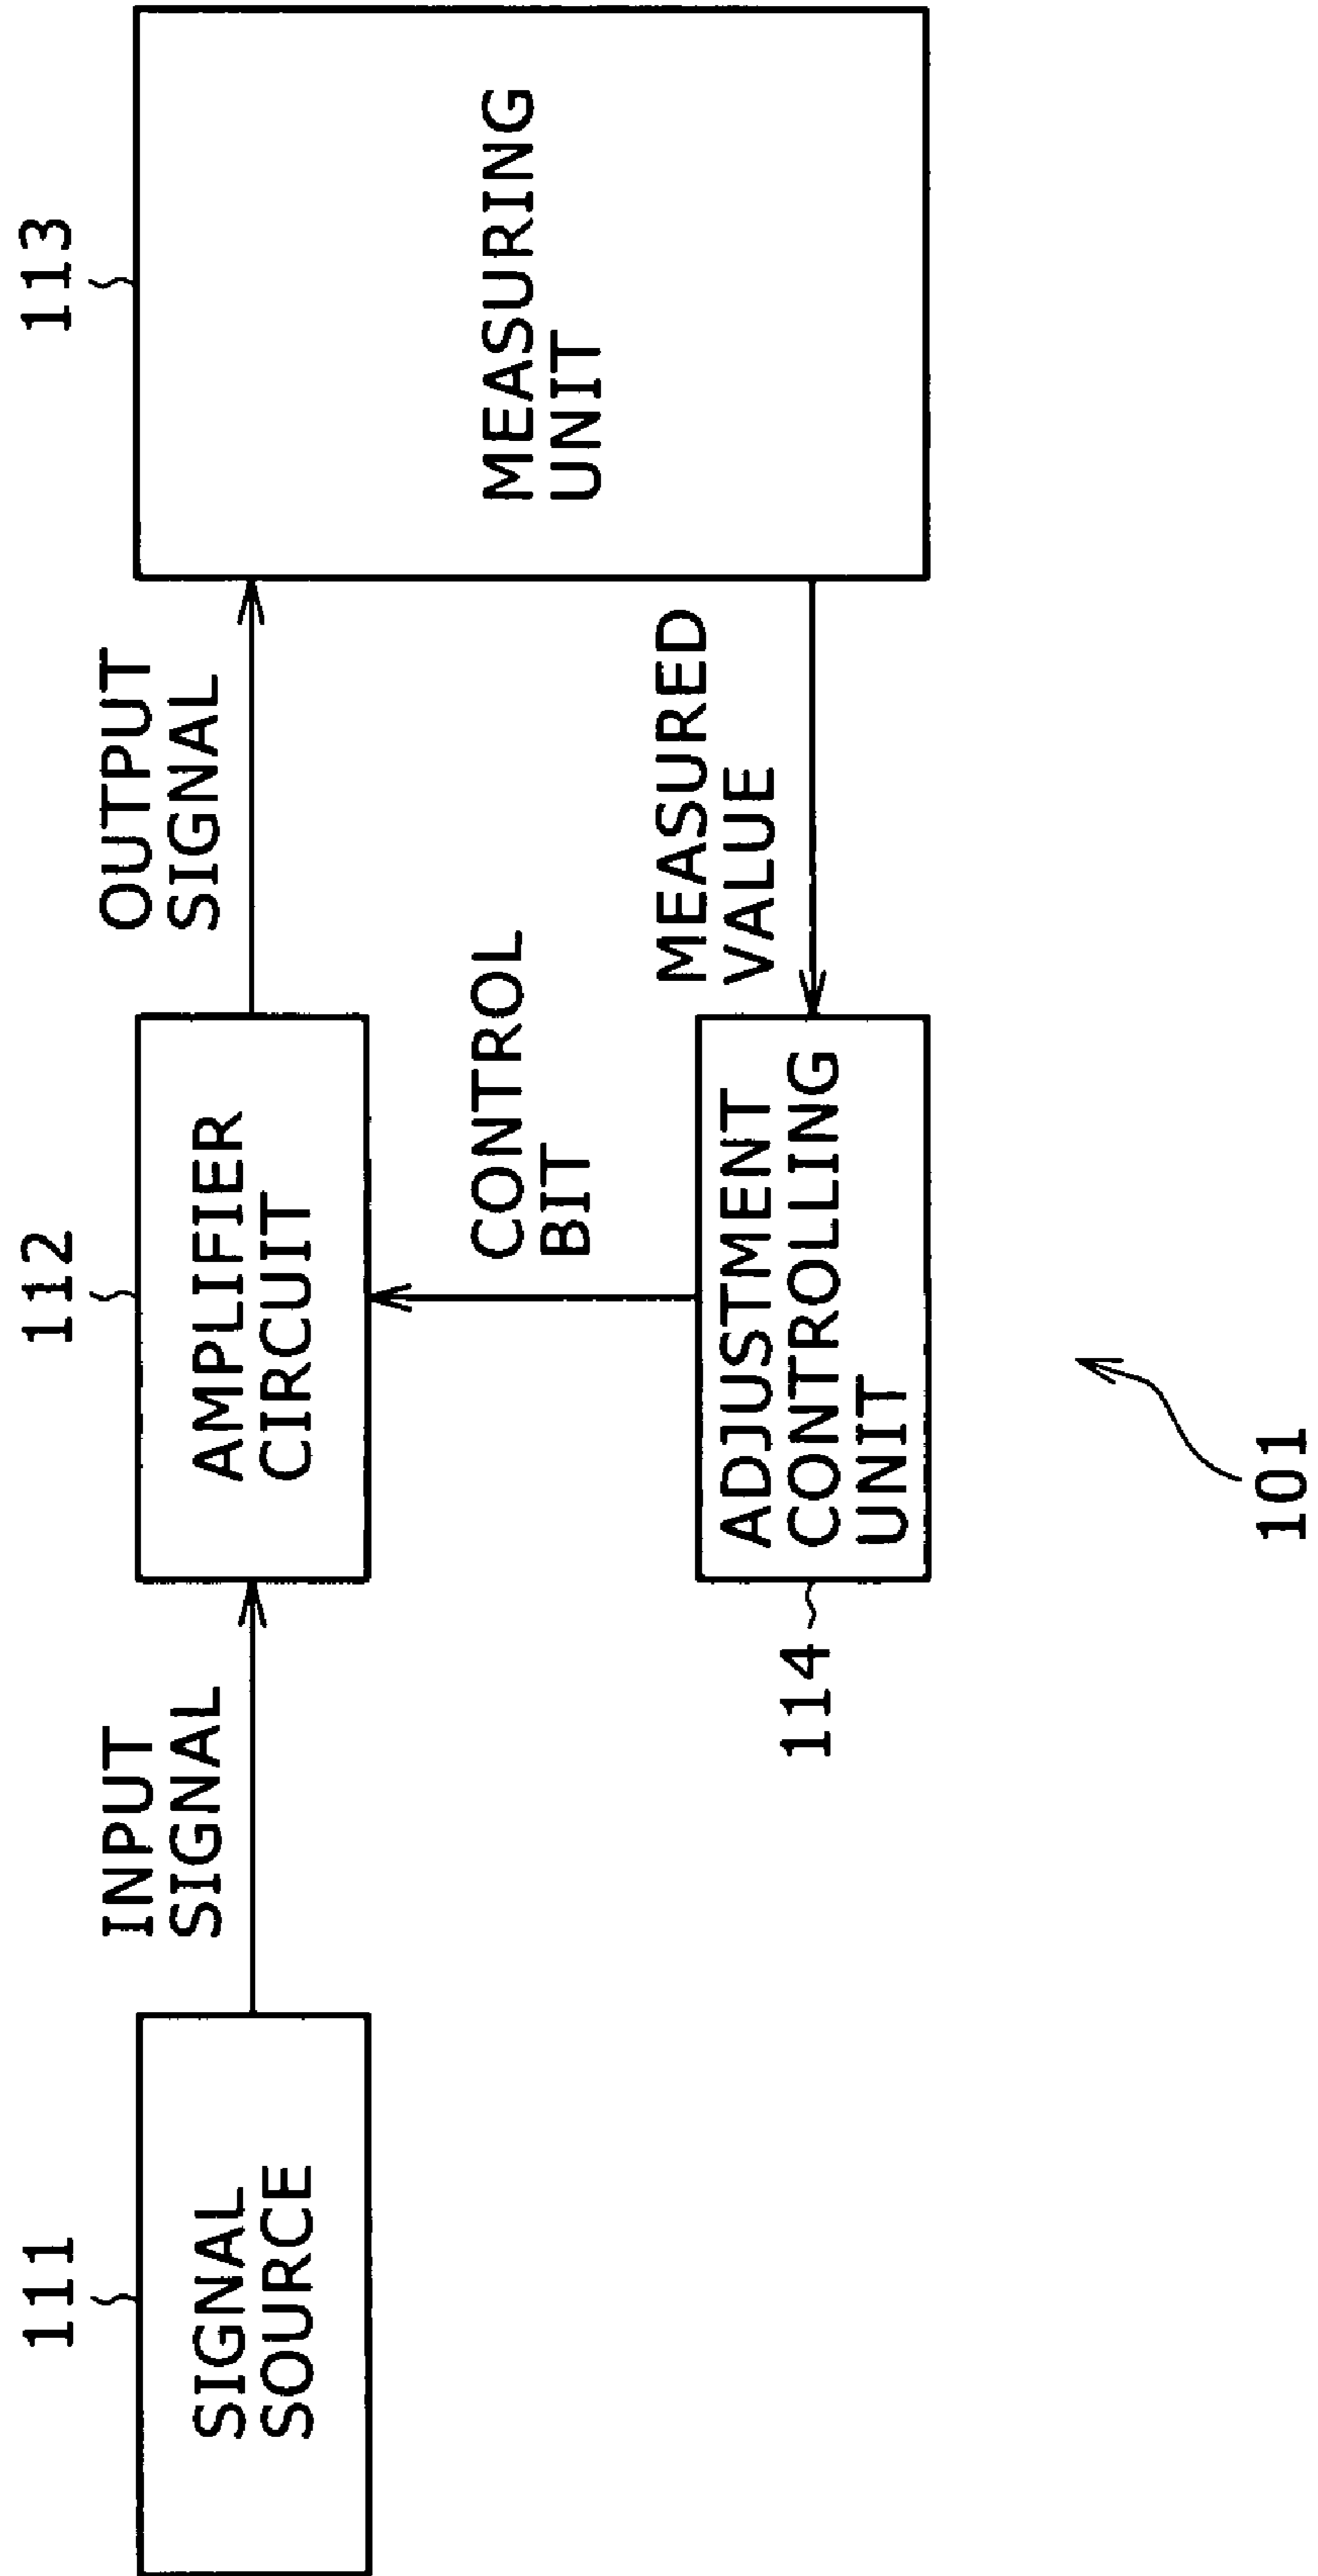 111
SIGNAL
SOURCE
INPUT
SIGNAL
112
AMPLIFIER
CIRCUIT
OUTPUT
SIGNAL
113
MEASURING
UNIT
CONTROL
BIT
MEASURED
VALUE
114
ADJUSTMENT
CONTROLLING
UNIT
101